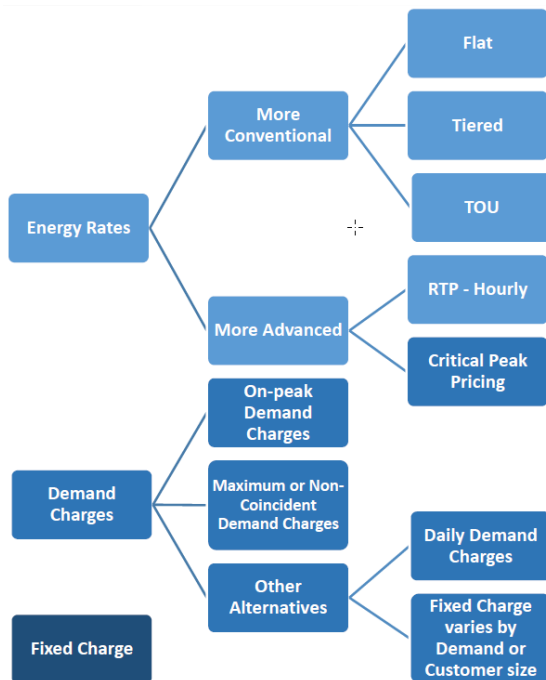 Flat
More
Conventional
Tiered
TOU
Energy Rates
RTP - Hourly
More Advanced
Critical Peak
Pricing
On-peak
Demand
Charges
Demand
Charges
Maximum or Non-
Coincident
Demand Charges
Daily Demand
Charges
Other
Alternatives
Fixed Charge
varies by
Demand or
Customer size
Fixed Charge